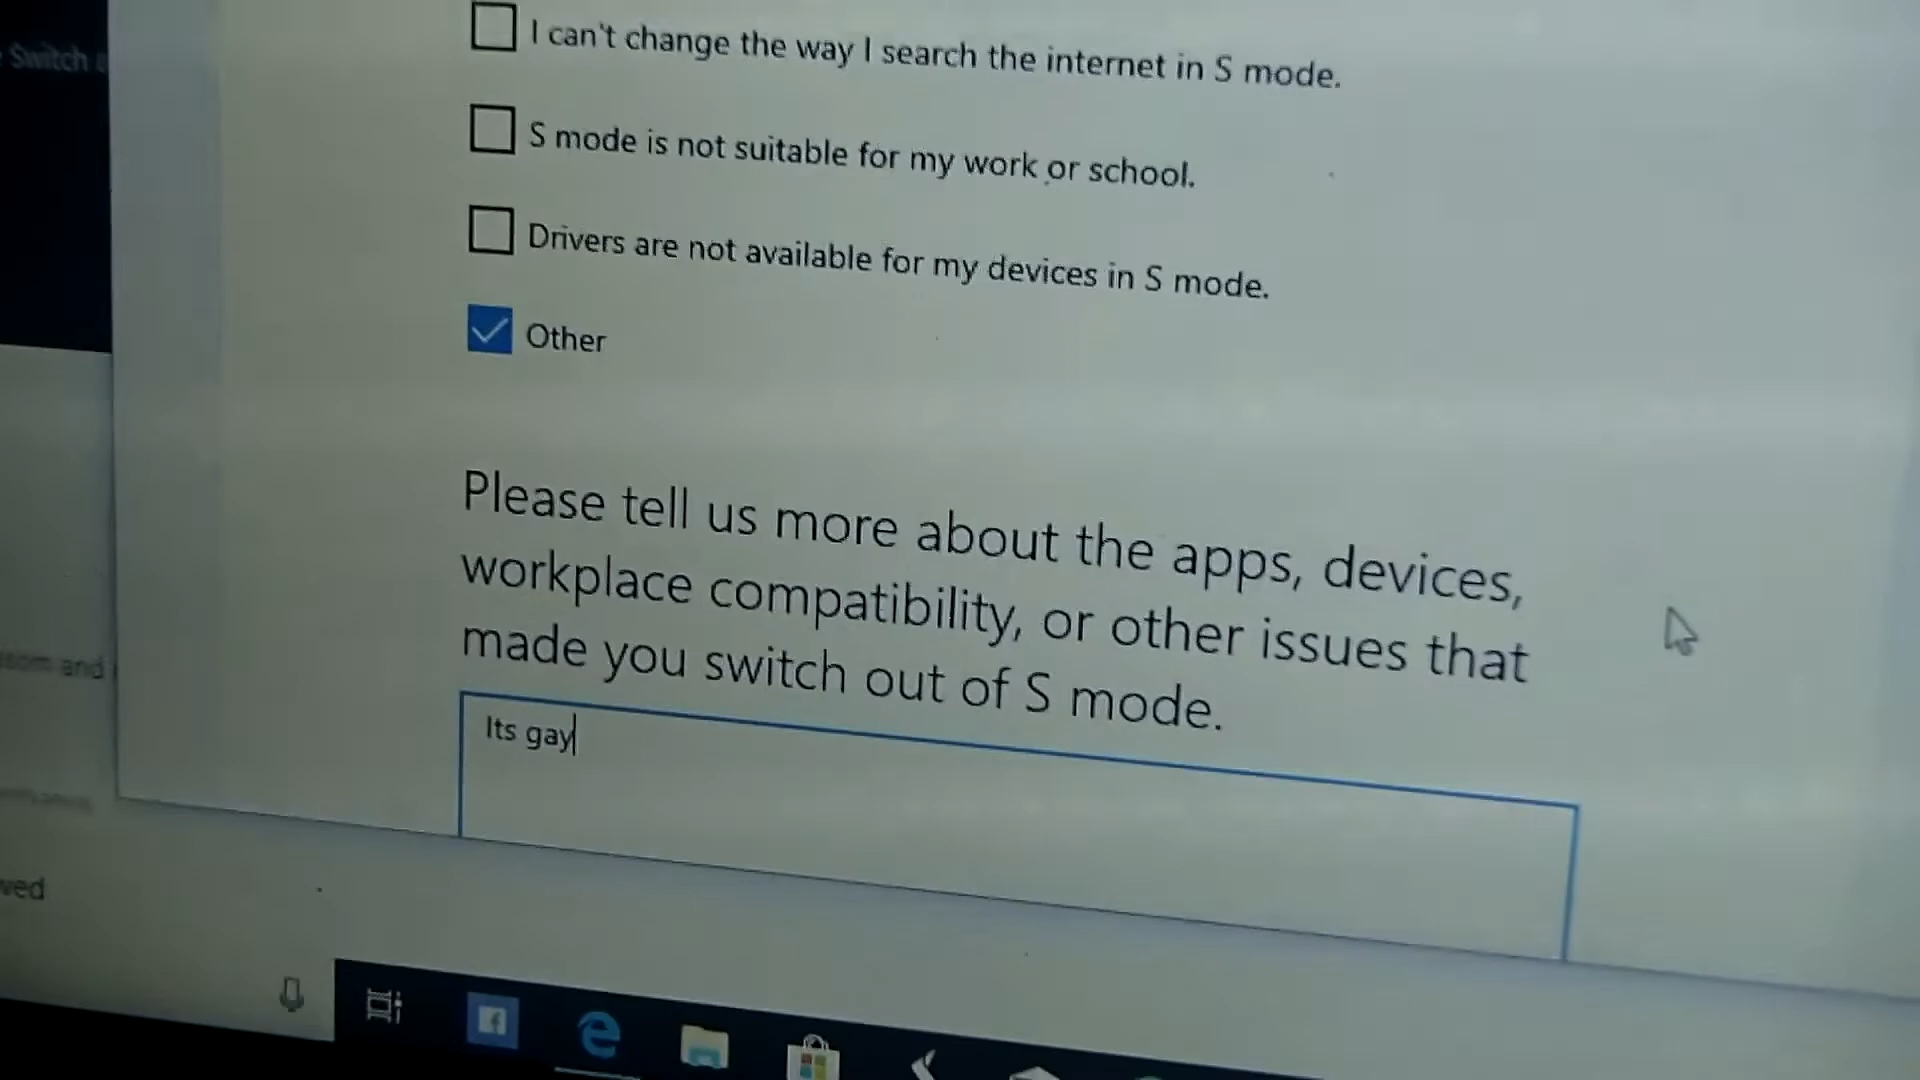 Switch
I can't change the way I search the internet in S mode.
S mode is not suitable for my work or school.
Drivers are not available for my devices in S mode.
Other
Please tell us more about the apps, devices,
workplace compatibility, or other issues that
made you switch out of S mode.
Its gay
and